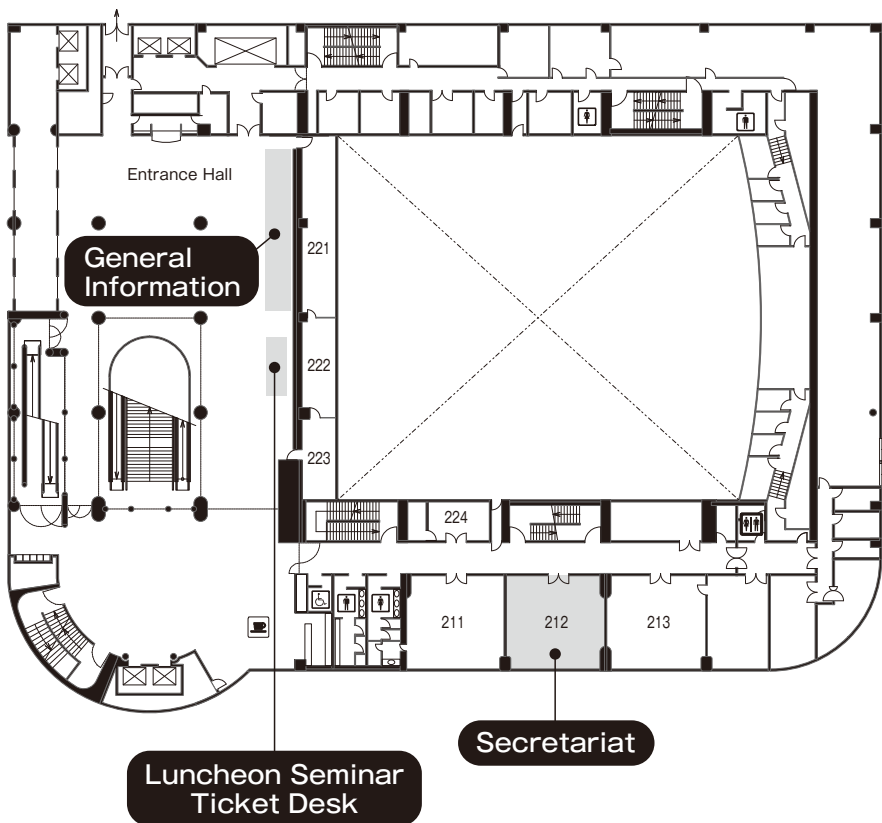 Entrance Hall
General
Information
221
222
223
224
211
212
213
Secretariat
Luncheon Seminar
Ticket Desk